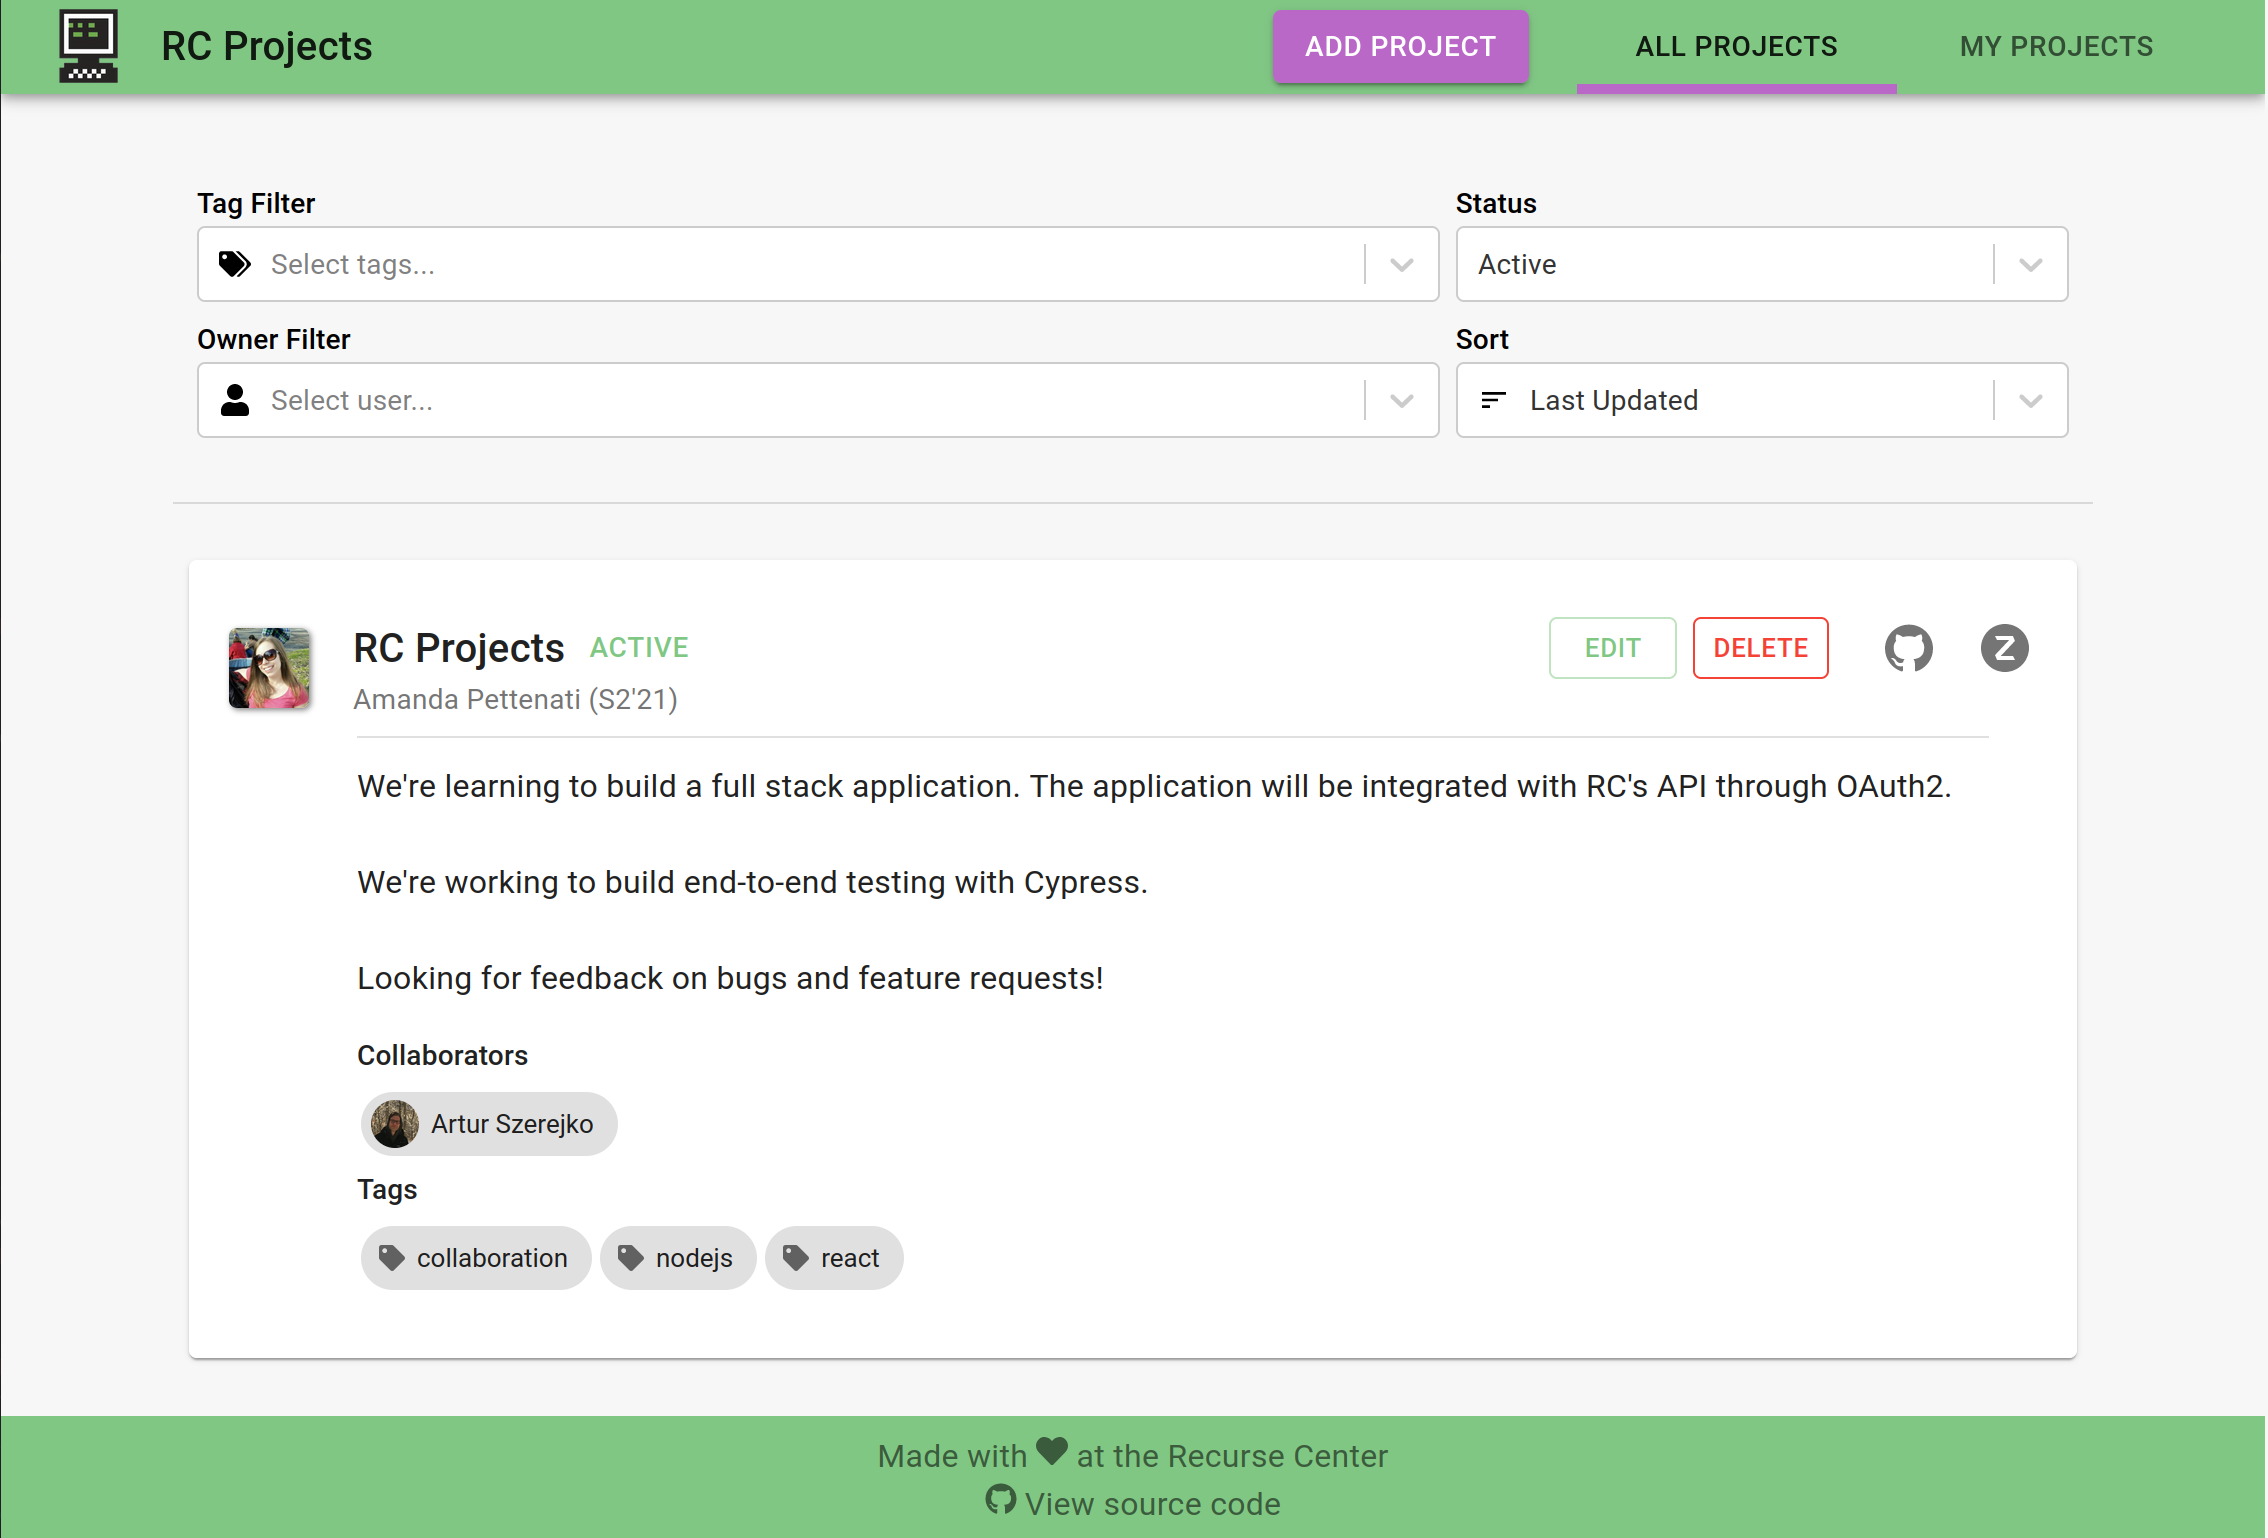 RC Projects
ADD PROJECT
ALL PROJECTS
MY PROJECTS
Tag Filter
Select tags...
Status
Active
Owner Filter
Select user...
Sort
Last Updated
RC Projects ACTIVE
EDIT
DELETE
Z
Amanda Pettenati (S2'21)
We're learning to build a full stack application. The application will be integrated with RC's API through OAuth2.
We're working to build end-to-end testing with Cypress.
Looking for feedback on bugs and feature requests!
Collaborators
Artur Szerejko
Tags
collaboration
nodejs
react
Made with at the Recurse Center
View source code